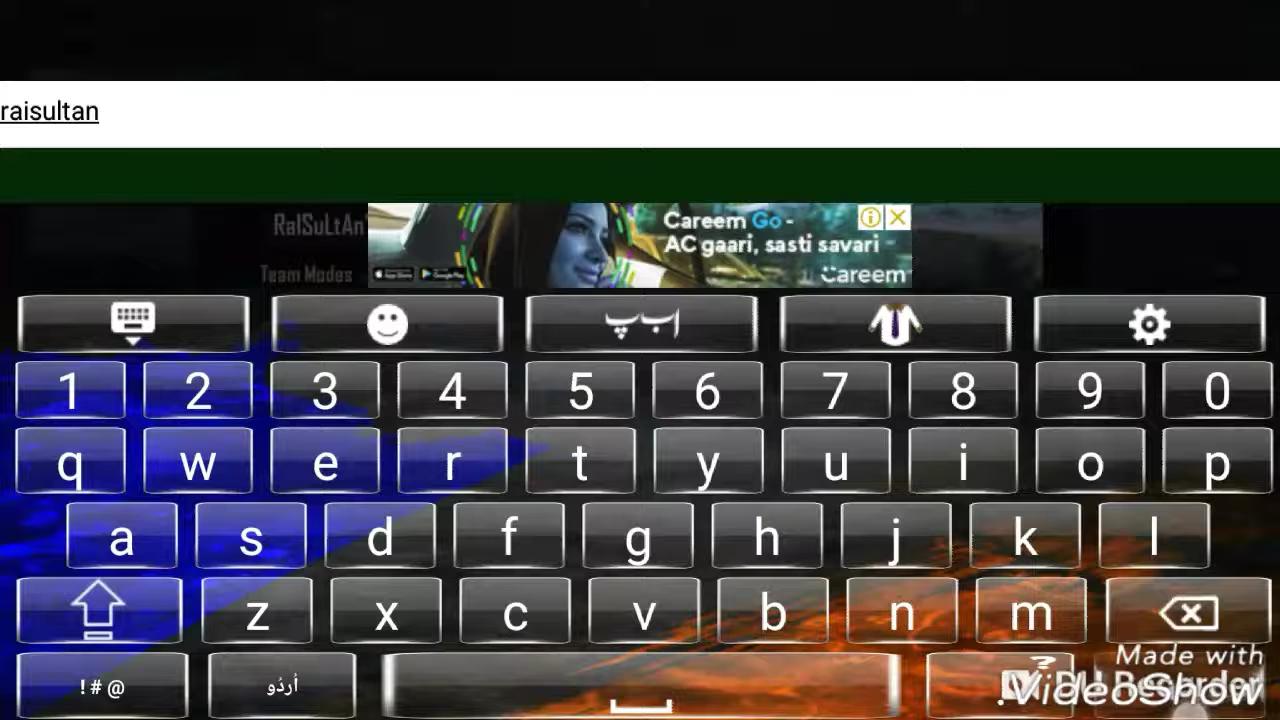 raisultan
RaISuLtAn
Careem Go -
AC gaari, sasti savari
Careem
Team Modes
ا ب پ
1 2 3 4 5 6 7 8 9 0
q w e r t y u i o p
a s d f g h j k l
z x c v b n m
!#@ اُردُو
Made with
VideoShow